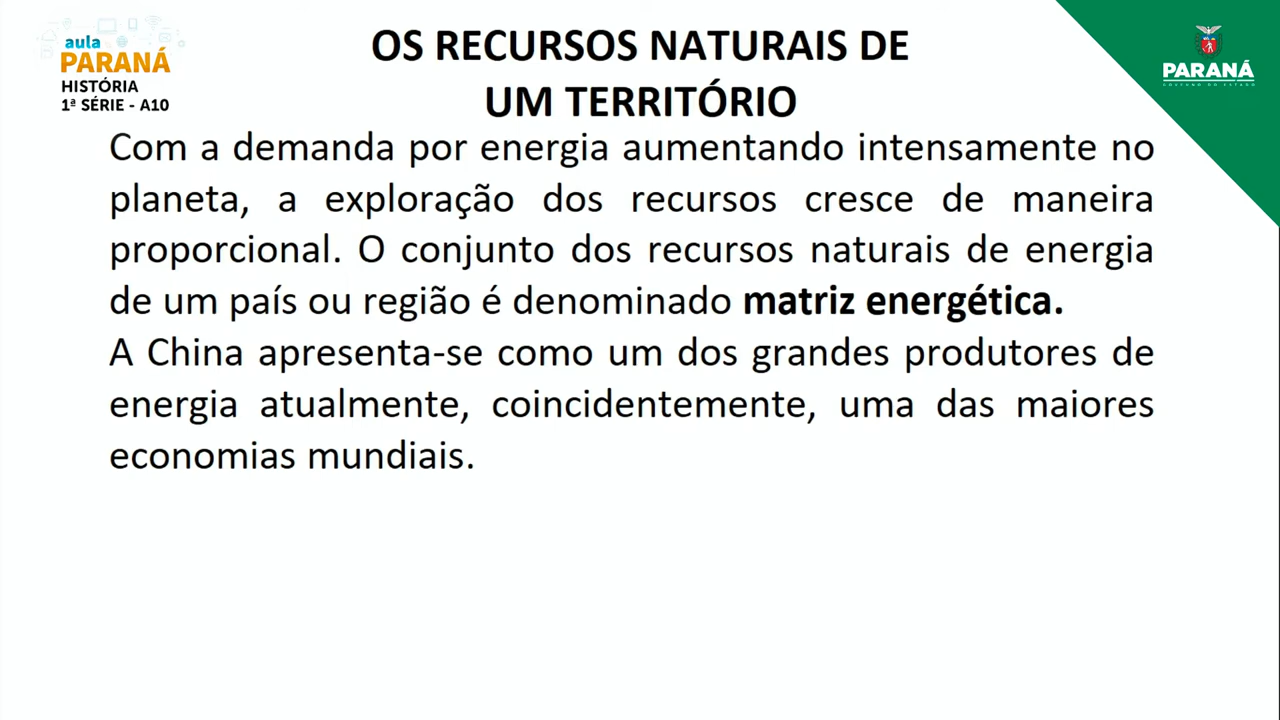 aula
PARANÁ
HISTÓRIA
1ª SÉRIE - A10
OS RECURSOS NATURAIS DE
UM TERRITÓRIO
PARANÁ
GOVERNO DO ESTADO
Com a demanda por energia aumentando intensamente no
planeta, a exploração dos recursos cresce de maneira
proporcional. O conjunto dos recursos naturais de energia
de um país ou região é denominado matriz energética.
A China apresenta-se como um dos grandes produtores de
energia atualmente, coincidentemente, uma das maiores
economias mundiais.